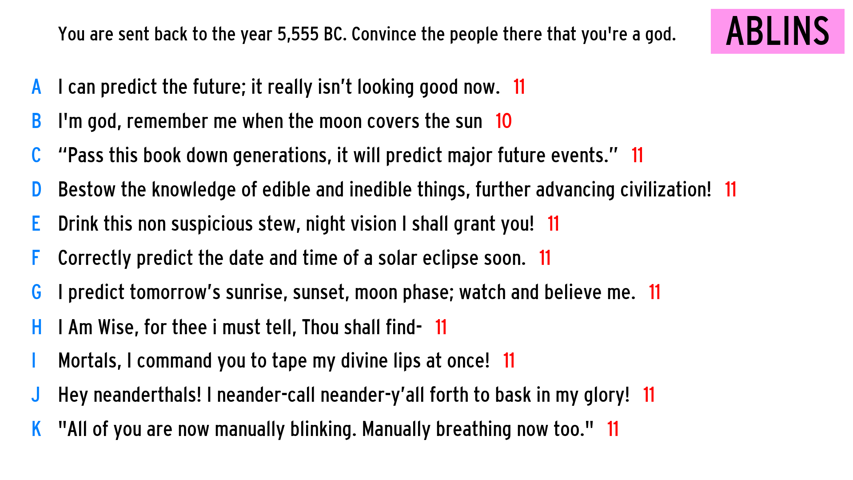 You are sent back to the year 5,555 BC. Convince the people there that you're a god.
ABLINS
A I can predict the future; it really isn’t looking good now. 11
B I'm god, remember me when the moon covers the sun 10
C “Pass this book down generations, it will predict major future events.” 11
D Bestow the knowledge of edible and inedible things, further advancing civilization! 11
E Drink this non suspicious stew, night vision I shall grant you! 11
F Correctly predict the date and time of a solar eclipse soon. 11
G I predict tomorrow’s sunrise, sunset, moon phase; watch and believe me. 11
H I Am Wise, for thee i must tell, Thou shall find- 11
I Mortals, I command you to tape my divine lips at once! 11
J Hey neanderthals! I neander-call neander-y’all forth to bask in my glory! 11
K "All of you are now manually blinking. Manually breathing now too." 11